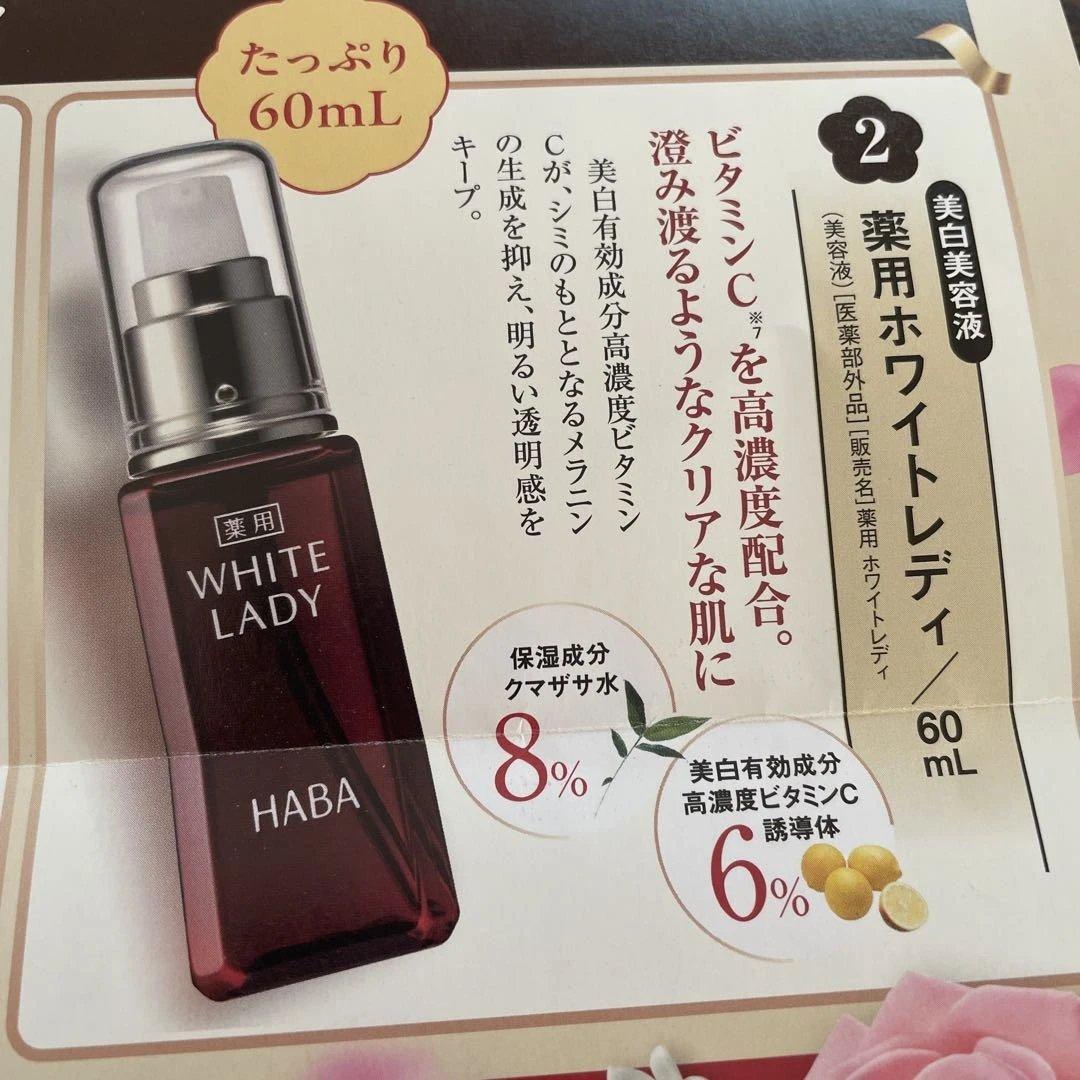 たっぷり
60mL
2
美白美容液
薬用ホワイトレディ／60mL
(美容液)[医薬部外品][販売名]薬用 ホワイトレディ
ビタミンC※7を高濃度配合。
澄み渡るようなクリアな肌に
美白有効成分高濃度ビタミン
Cが、シミのもととなるメラニン
の生成を抑え、明るい透明感を
キープ。
薬用
WHITE
LADY
HABA
保湿成分
クマザサ水
8%
美白有効成分
高濃度ビタミンC
誘導体
6%